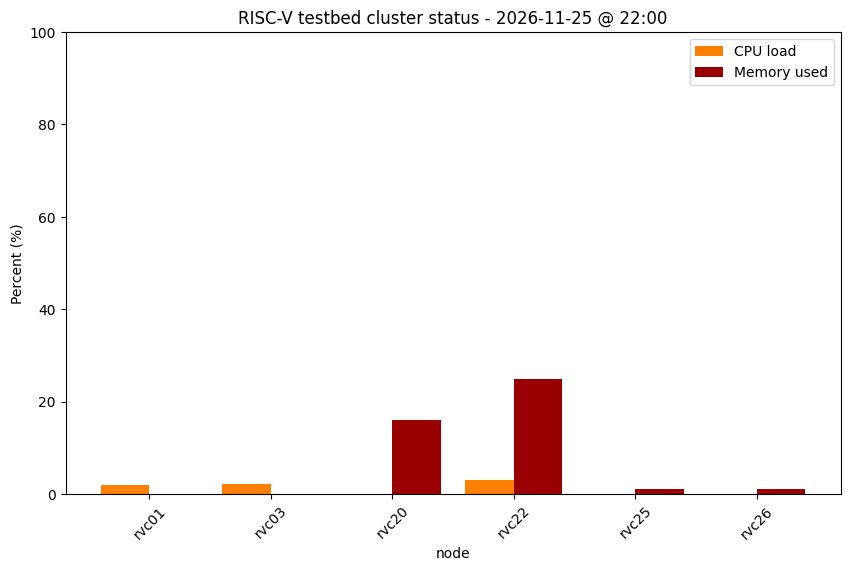 RISC-V testbed cluster status - 2026-11-25 @ 22:00
CPU load
Memory used
Percent (%)
100
80
60
40
20
0
rvc01
rvc03
rvc20
rvc22
rvc25
rvc26
node